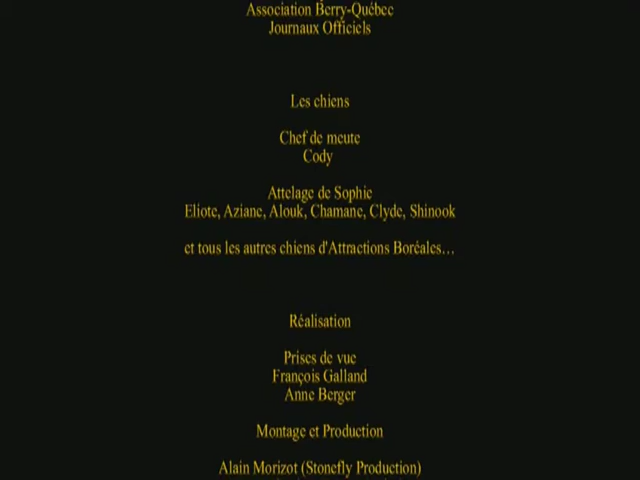 Association Berry-Québec
Journaux Officiels
Les chiens
Chef de meute
Cody
Attelage de Sophie
Eliote, Aziane, Alouk, Chamane, Clyde, Shinook
et tous les autres chiens d'Attractions Boréales...
Réalisation
Prises de vue
François Galland
Anne Berger
Montage et Production
Alain Morizot (Stonefly Production)